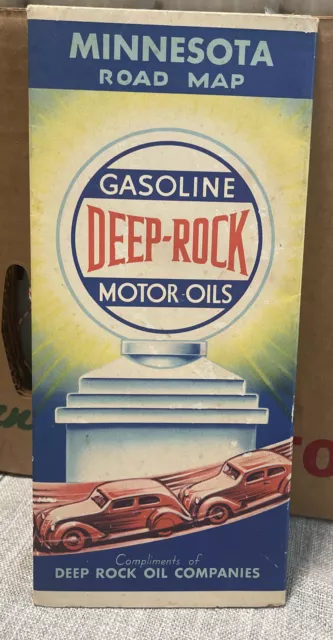 MINNESOTA
ROAD MAP
GASOLINE
DEEP-ROCK
MOTOR·OILS
Compliments of
DEEP ROCK OIL COMPANIES